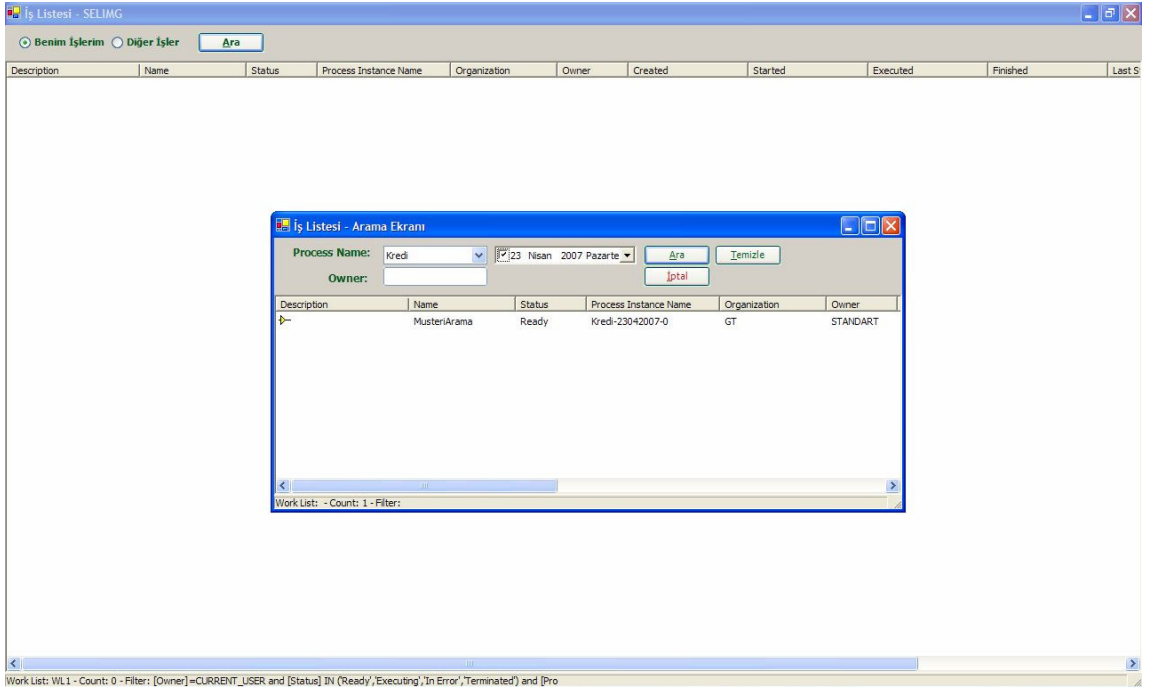 İş Listesi - SELIMG
Benim İşlerim Diğer İşler Ara
Description Name Status Process Instance Name Organization Owner Created Started Executed Finished Last S
İş Listesi - Arama Ekranı
Process Name: Kredi 23 Nisan 2007 Pazarte Ara Temizle
Owner: İptal
Description Name Status Process Instance Name Organization Owner
MusteriArama Ready Kredi-23042007-0 GT STANDART
Work List: - Count: 1 - Filter:
Work List: WL1 - Count: 0 - Filter: [Owner]=CURRENT_USER and [Status] IN ('Ready','Executing','In Error','Terminated') and [Pro